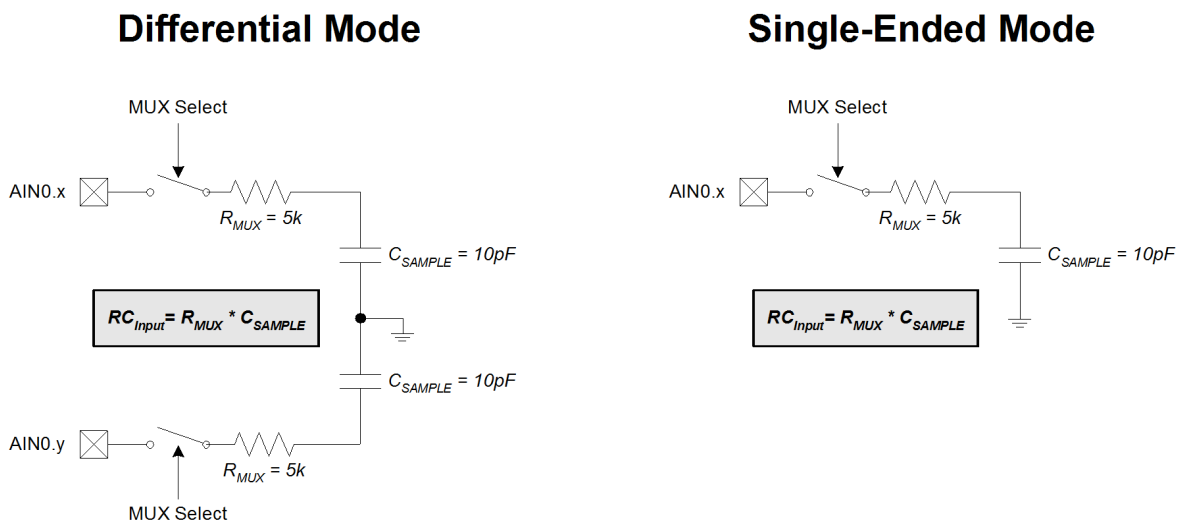 Differential Mode
MUX Select
AIN0.x
RMUX = 5k
CSAMPLE = 10pF
RCInput= RMUX * CSAMPLE
CSAMPLE = 10pF
AIN0.y
RMUX = 5k
MUX Select
Single-Ended Mode
MUX Select
AIN0.x
RMUX = 5k
CSAMPLE = 10pF
RCInput= RMUX * CSAMPLE